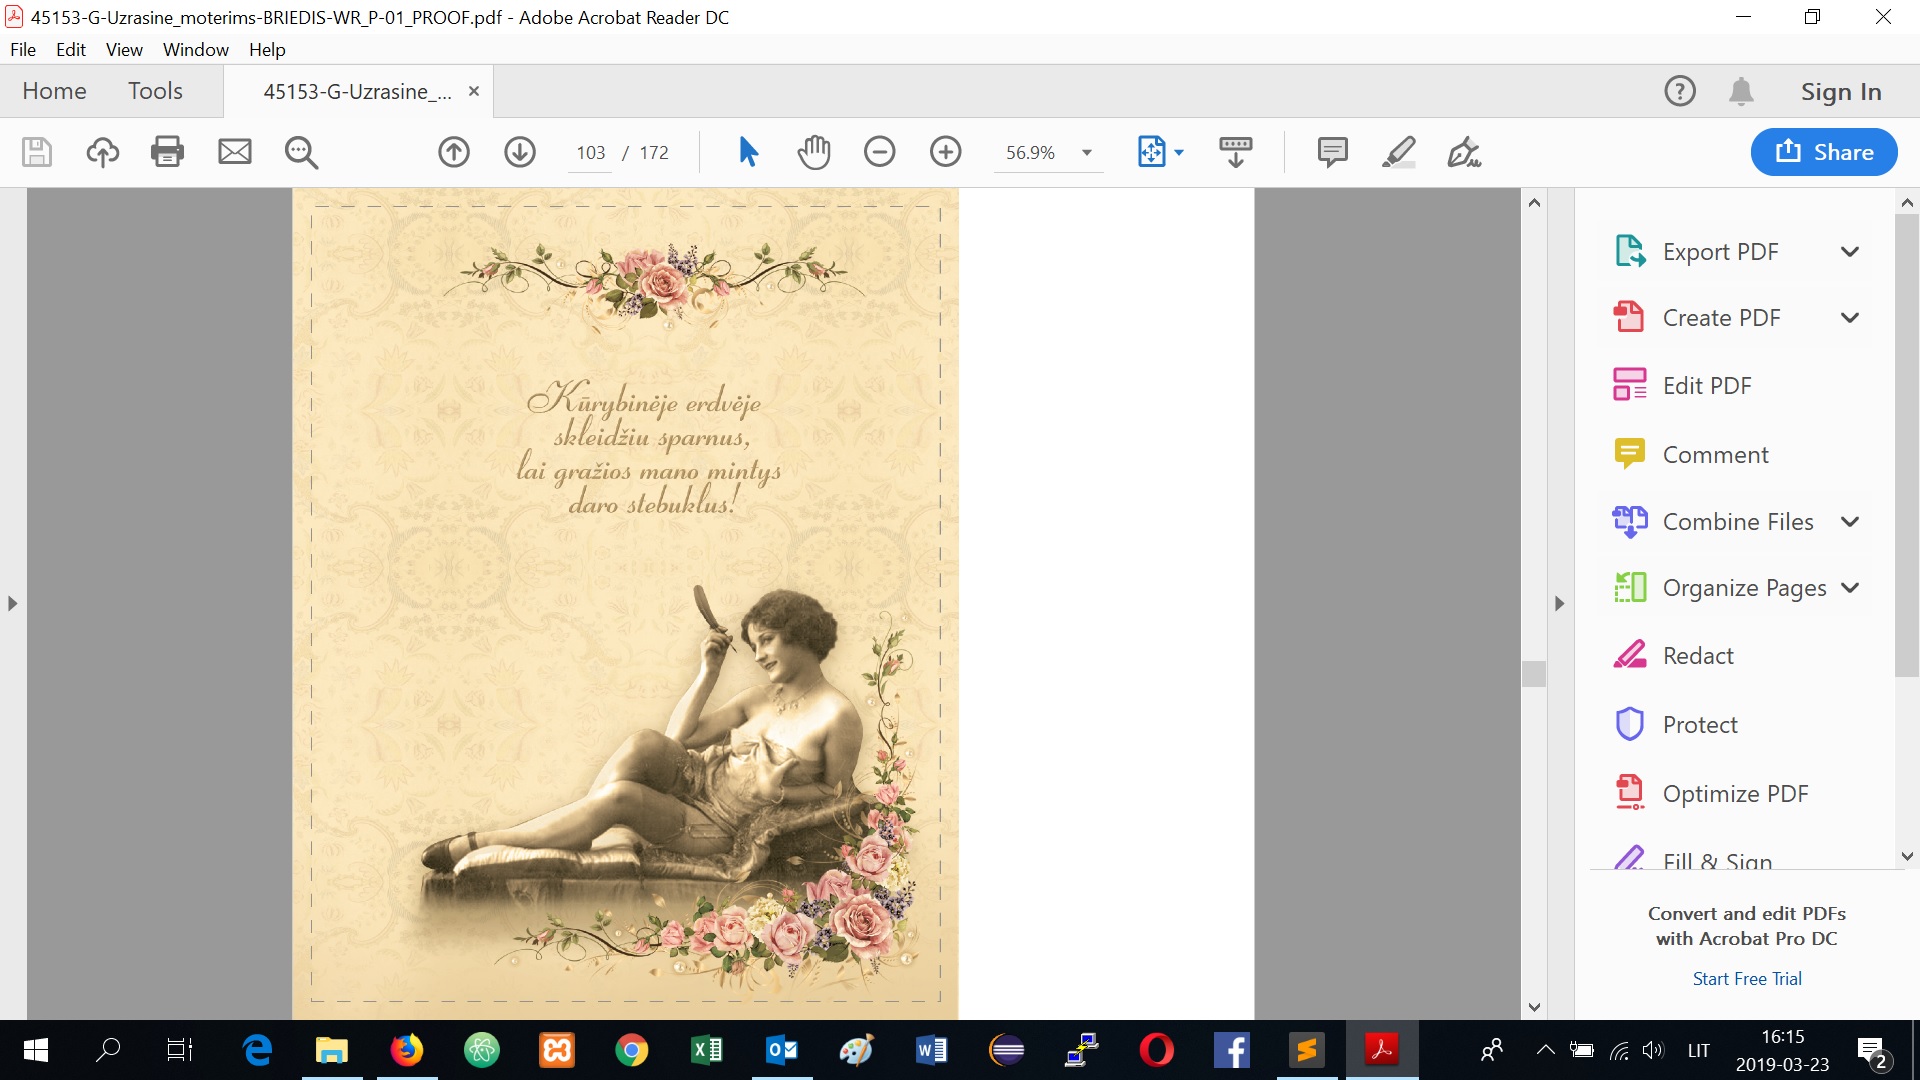 45153-G-Uzrasine_moterims-BRIEDIS-WR_P-01_PROOF.pdf - Adobe Acrobat Reader DC
File Edit View Window Help
Home Tools 45153-G-Uzrasine_... × Sign In
103 / 172 56.9% Share
Kūrybinėje erdvėje
skleidžiu sparnus,
lai gražios mano mintys
daro stebuklus!
Export PDF
Create PDF
Edit PDF
Comment
Combine Files
Organize Pages
Redact
Protect
Optimize PDF
Fill & Sign
Convert and edit PDFs
with Acrobat Pro DC
Start Free Trial
LIT
16:15
2019-03-23
2